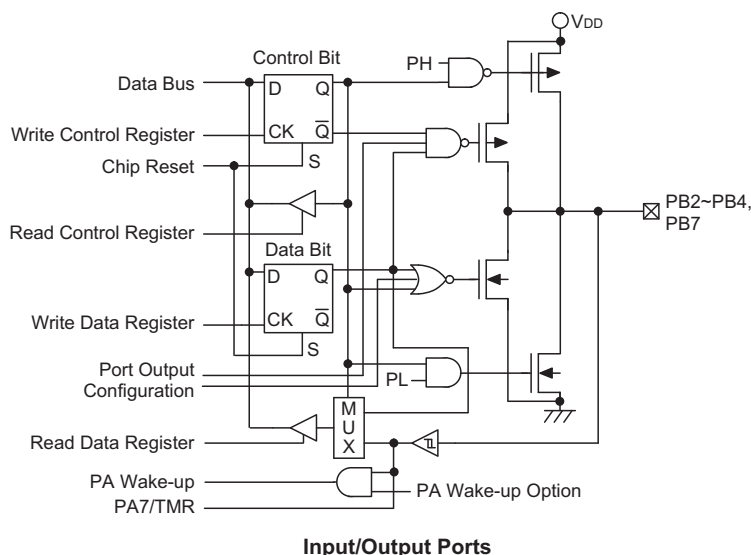 VDD
Control Bit
PH
Data Bus
D
Q
Write Control Register
CK
Q
Chip Reset
S
PB2~PB4,
PB7
Read Control Register
Data Bit
D
Q
Write Data Register
CK
Q
S
Port Output
Configuration
PL
M
U
X
Read Data Register
PA Wake-up
PA Wake-up Option
PA7/TMR
Input/Output Ports